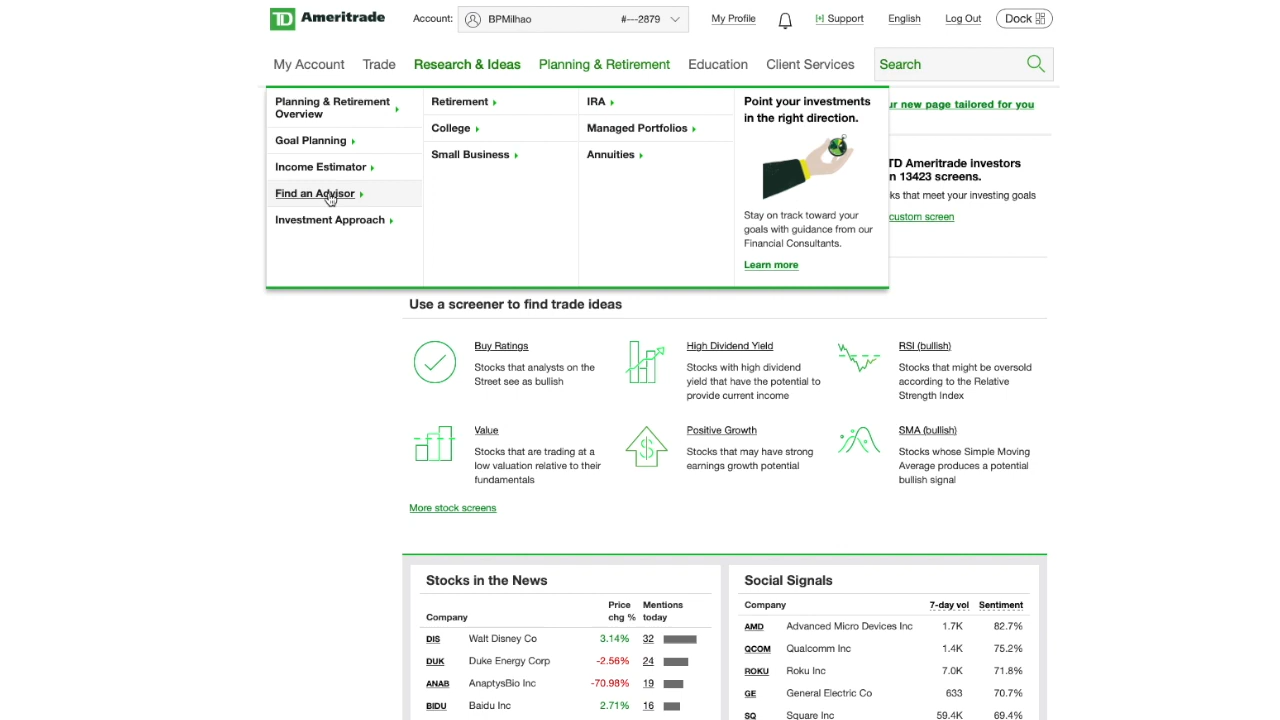 TD Ameritrade
Account: BPMilhao #---2879
My Profile
Support
English
Log Out
Dock
My Account
Trade
Research & Ideas
Planning & Retirement
Education
Client Services
Search
Planning & Retirement
Overview
Goal Planning
Income Estimator
Find an Advisor
Investment Approach
Retirement
College
Small Business
IRA
Managed Portfolios
Annuities
Point your investments
in the right direction.
Stay on track toward your
goals with guidance from our
Financial Consultants.
Learn more
ur new page tailored for you
TD Ameritrade investors
n 13423 screens.
ks that meet your investing goals
custom screen
Use a screener to find trade ideas
Buy Ratings
Stocks that analysts on the
Street see as bullish
High Dividend Yield
Stocks with high dividend
yield that have the potential to
provide current income
RSI (bullish)
Stocks that might be oversold
according to the Relative
Strength Index
Value
Stocks that are trading at a
low valuation relative to their
fundamentals
Positive Growth
Stocks that may have strong
earnings growth potential
SMA (bullish)
Stocks whose Simple Moving
Average produces a potential
bullish signal
More stock screens
Stocks in the News
Company Price chg % Mentions today
DIS Walt Disney Co 3.14% 32
DUK Duke Energy Corp -2.56% 24
ANAB AnaptysBio Inc -70.98% 19
BIDU Baidu Inc 2.71% 16
Social Signals
Company 7-day vol Sentiment
AMD Advanced Micro Devices Inc 1.7K 82.7%
QCOM Qualcomm Inc 1.4K 75.2%
ROKU Roku Inc 7.0K 71.8%
GE General Electric Co 633 70.7%
SQ Square Inc 59.4K 69.4%